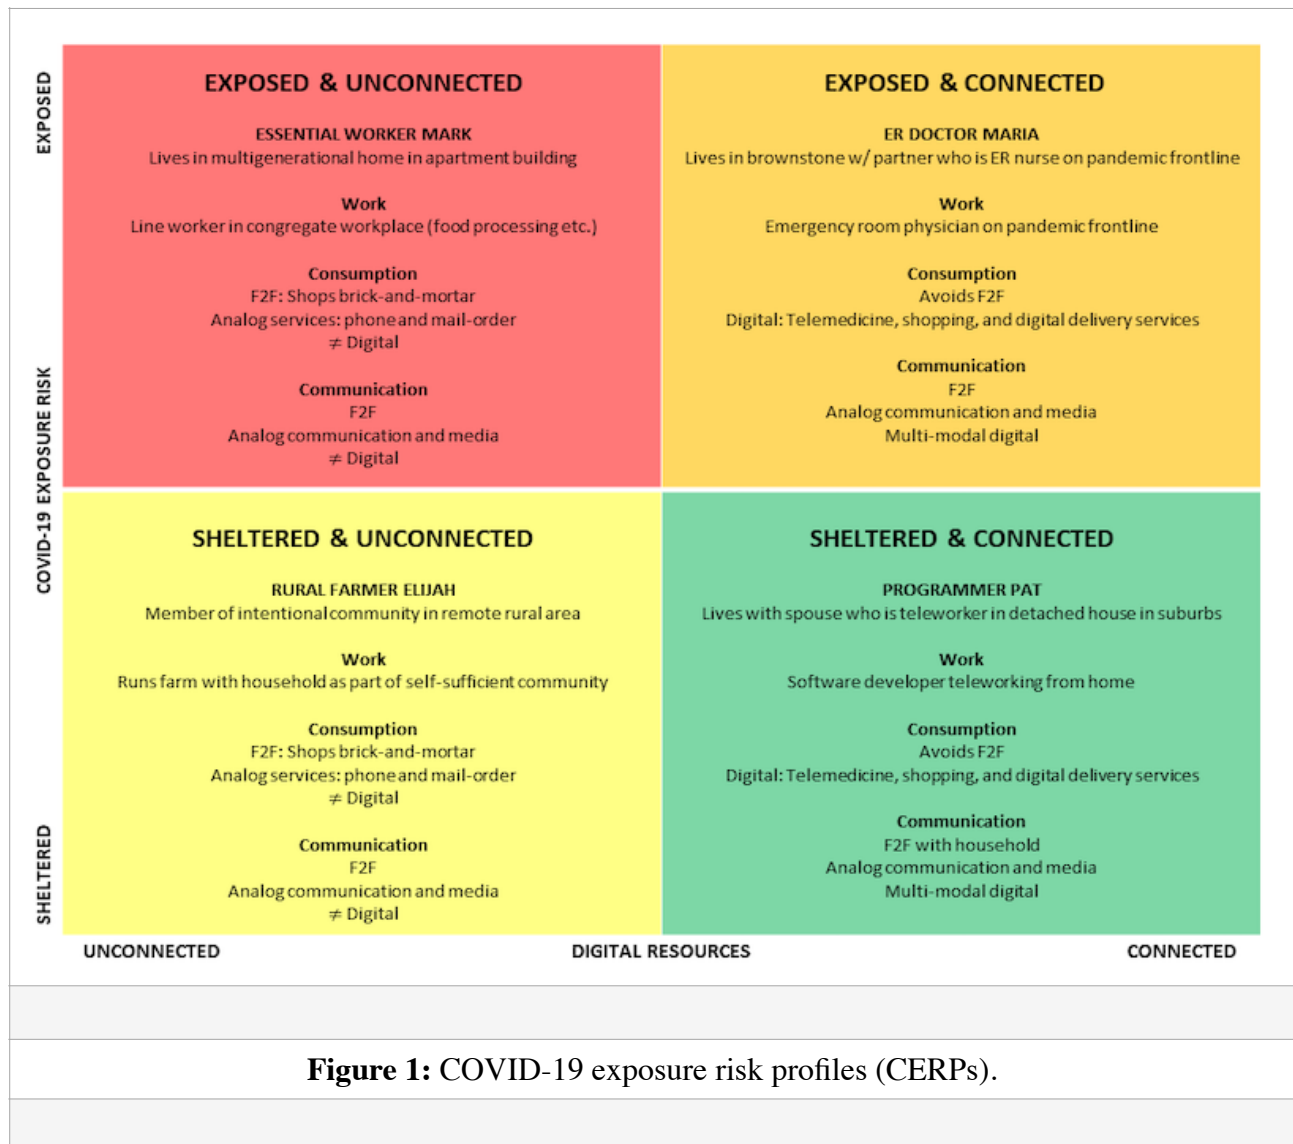 EXPOSED
COVID-19 EXPOSURE RISK
SHELTERED
EXPOSED & UNCONNECTED
ESSENTIAL WORKER MARK
Lives in multigenerational home in apartment building
Work
Line worker in congregate workplace (food processing etc.)
Consumption
F2F: Shops brick-and-mortar
Analog services: phone and mail-order
≠ Digital
Communication
F2F
Analog communication and media
≠ Digital
EXPOSED & CONNECTED
ER DOCTOR MARIA
Lives in brownstone w/ partner who is ER nurse on pandemic frontline
Work
Emergency room physician on pandemic frontline
Consumption
Avoids F2F
Digital: Telemedicine, shopping, and digital delivery services
Communication
F2F
Analog communication and media
Multi-modal digital
SHELTERED & UNCONNECTED
RURAL FARMER ELIJAH
Member of intentional community in remote rural area
Work
Runs farm with household as part of self-sufficient community
Consumption
F2F: Shops brick-and-mortar
Analog services: phone and mail-order
≠ Digital
Communication
F2F
Analog communication and media
≠ Digital
SHELTERED & CONNECTED
PROGRAMMER PAT
Lives with spouse who is teleworker in detached house in suburbs
Work
Software developer teleworking from home
Consumption
Avoids F2F
Digital: Telemedicine, shopping, and digital delivery services
Communication
F2F with household
Analog communication and media
Multi-modal digital
UNCONNECTED
DIGITAL RESOURCES
CONNECTED
Figure 1: COVID-19 exposure risk profiles (CERPs).